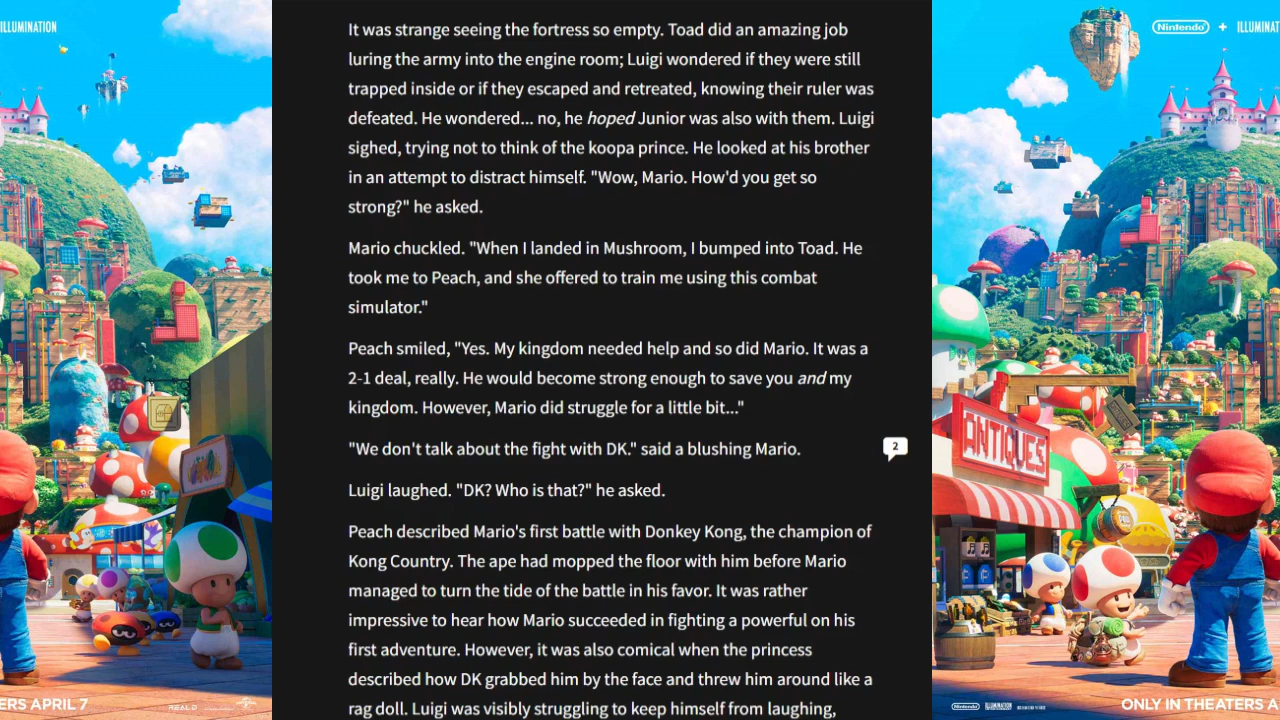 ILLUMINATION
ERS APRIL 7
REAL D
It was strange seeing the fortress so empty. Toad did an amazing job
luring the army into the engine room; Luigi wondered if they were still
trapped inside or if they escaped and retreated, knowing their ruler was
defeated. He wondered... no, he hoped Junior was also with them. Luigi
sighed, trying not to think of the koopa prince. He looked at his brother
in an attempt to distract himself. "Wow, Mario. How'd you get so
strong?" he asked.
Mario chuckled. "When I landed in Mushroom, I bumped into Toad. He
took me to Peach, and she offered to train me using this combat
simulator."
Peach smiled, "Yes. My kingdom needed help and so did Mario. It was a
2-1 deal, really. He would become strong enough to save you and my
kingdom. However, Mario did struggle for a little bit..."
"We don't talk about the fight with DK." said a blushing Mario.
2
Luigi laughed. "DK? Who is that?" he asked.
Peach described Mario's first battle with Donkey Kong, the champion of
Kong Country. The ape had mopped the floor with him before Mario
managed to turn the tide of the battle in his favor. It was rather
impressive to hear how Mario succeeded in fighting a powerful on his
first adventure. However, it was also comical when the princess
described how DK grabbed him by the face and threw him around like a
rag doll. Luigi was visibly struggling to keep himself from laughing,
Nintendo + ILLUMINAT
ANTIQUES
Nintendo ILLUMINATION
ONLY IN THEATERS A